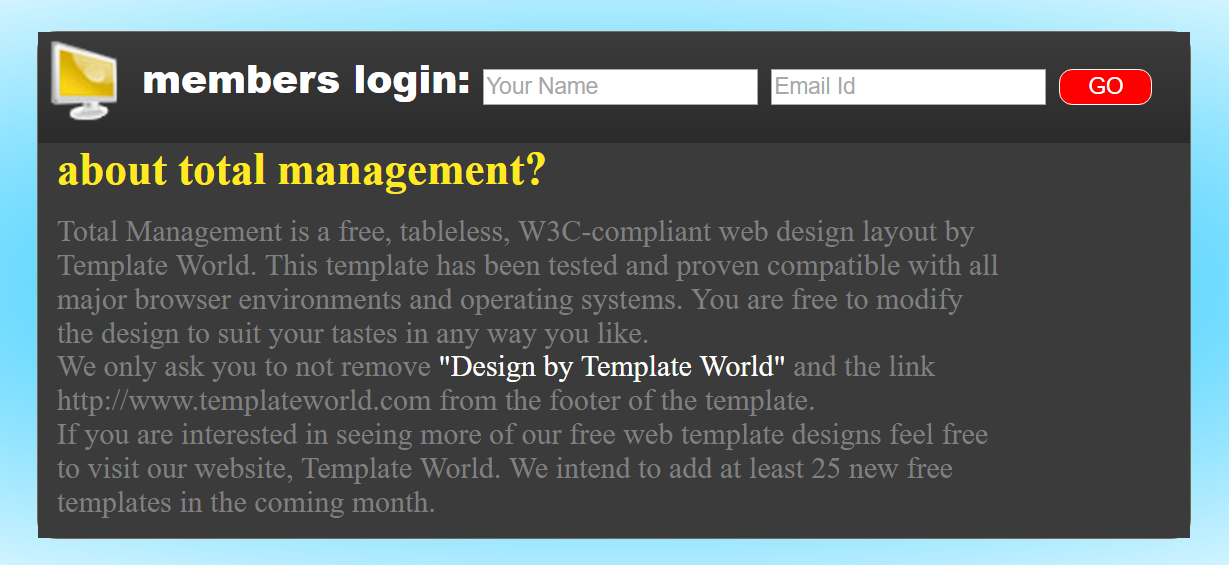 members login: Your Name Email Id GO
about total management?
Total Management is a free, tableless, W3C-compliant web design layout by
Template World. This template has been tested and proven compatible with all
major browser environments and operating systems. You are free to modify
the design to suit your tastes in any way you like.
We only ask you to not remove "Design by Template World" and the link
http://www.templateworld.com from the footer of the template.
If you are interested in seeing more of our free web template designs feel free
to visit our website, Template World. We intend to add at least 25 new free
templates in the coming month.